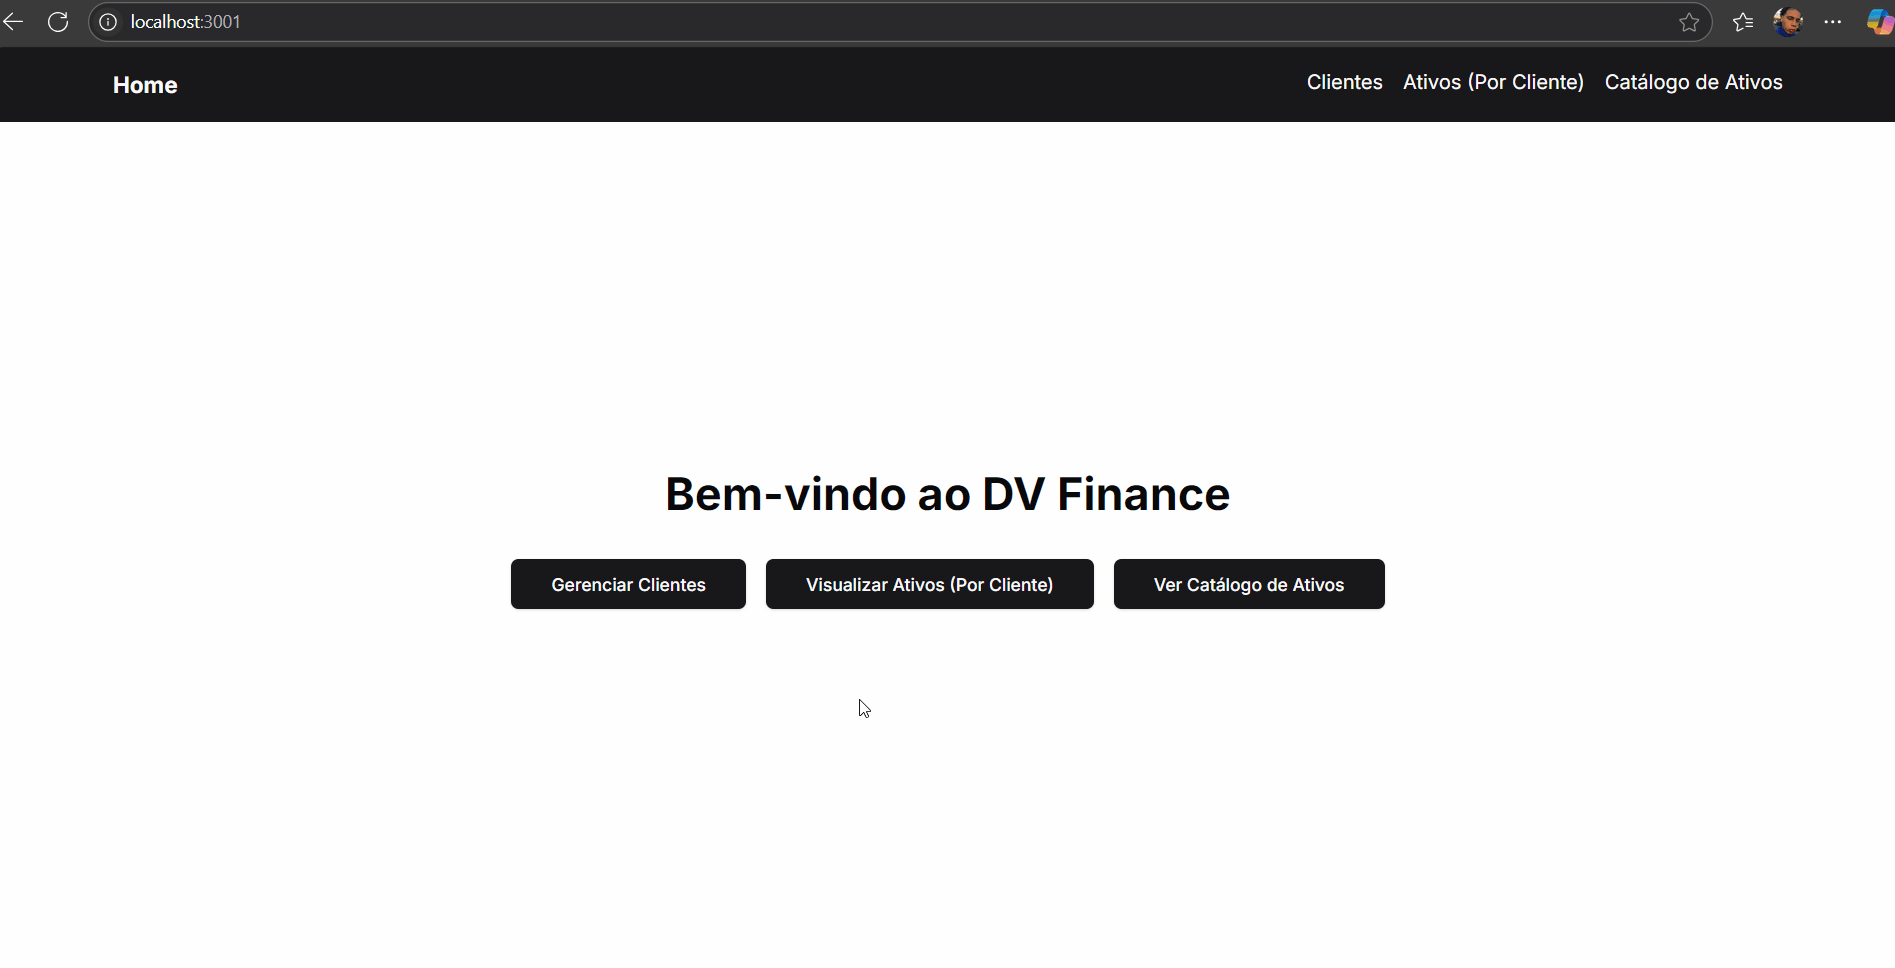 localhost:3001
Home
Clientes Ativos (Por Cliente) Catálogo de Ativos
Bem-vindo ao DV Finance
Gerenciar Clientes Visualizar Ativos (Por Cliente) Ver Catálogo de Ativos